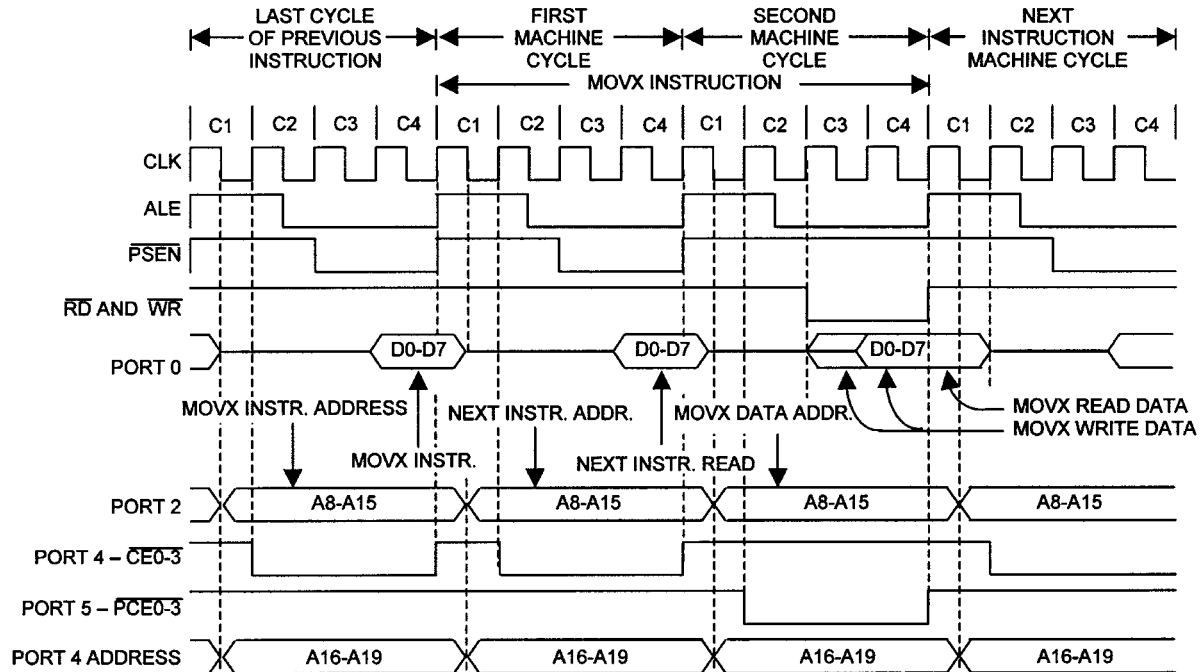 LAST CYCLE
OF PREVIOUS
INSTRUCTION
FIRST
MACHINE
CYCLE
SECOND
MACHINE
CYCLE
NEXT
INSTRUCTION
MACHINE CYCLE
MOVX INSTRUCTION
C1 C2 C3 C4 C1 C2 C3 C4 C1 C2 C3 C4 C1 C2 C3 C4
CLK
ALE
PSEN
RD AND WR
PORT 0
D0-D7 D0-D7 D0-D7
MOVX INSTR. ADDRESS
NEXT INSTR. ADDR.
MOVX DATA ADDR.
MOVX READ DATA
MOVX WRITE DATA
MOVX INSTR.
NEXT INSTR. READ
PORT 2 A8-A15 A8-A15 A8-A15 A8-A15
PORT 4 – CE0-3
PORT 5 – PCE0-3
PORT 4 ADDRESS A16-A19 A16-A19 A16-A19 A16-A19